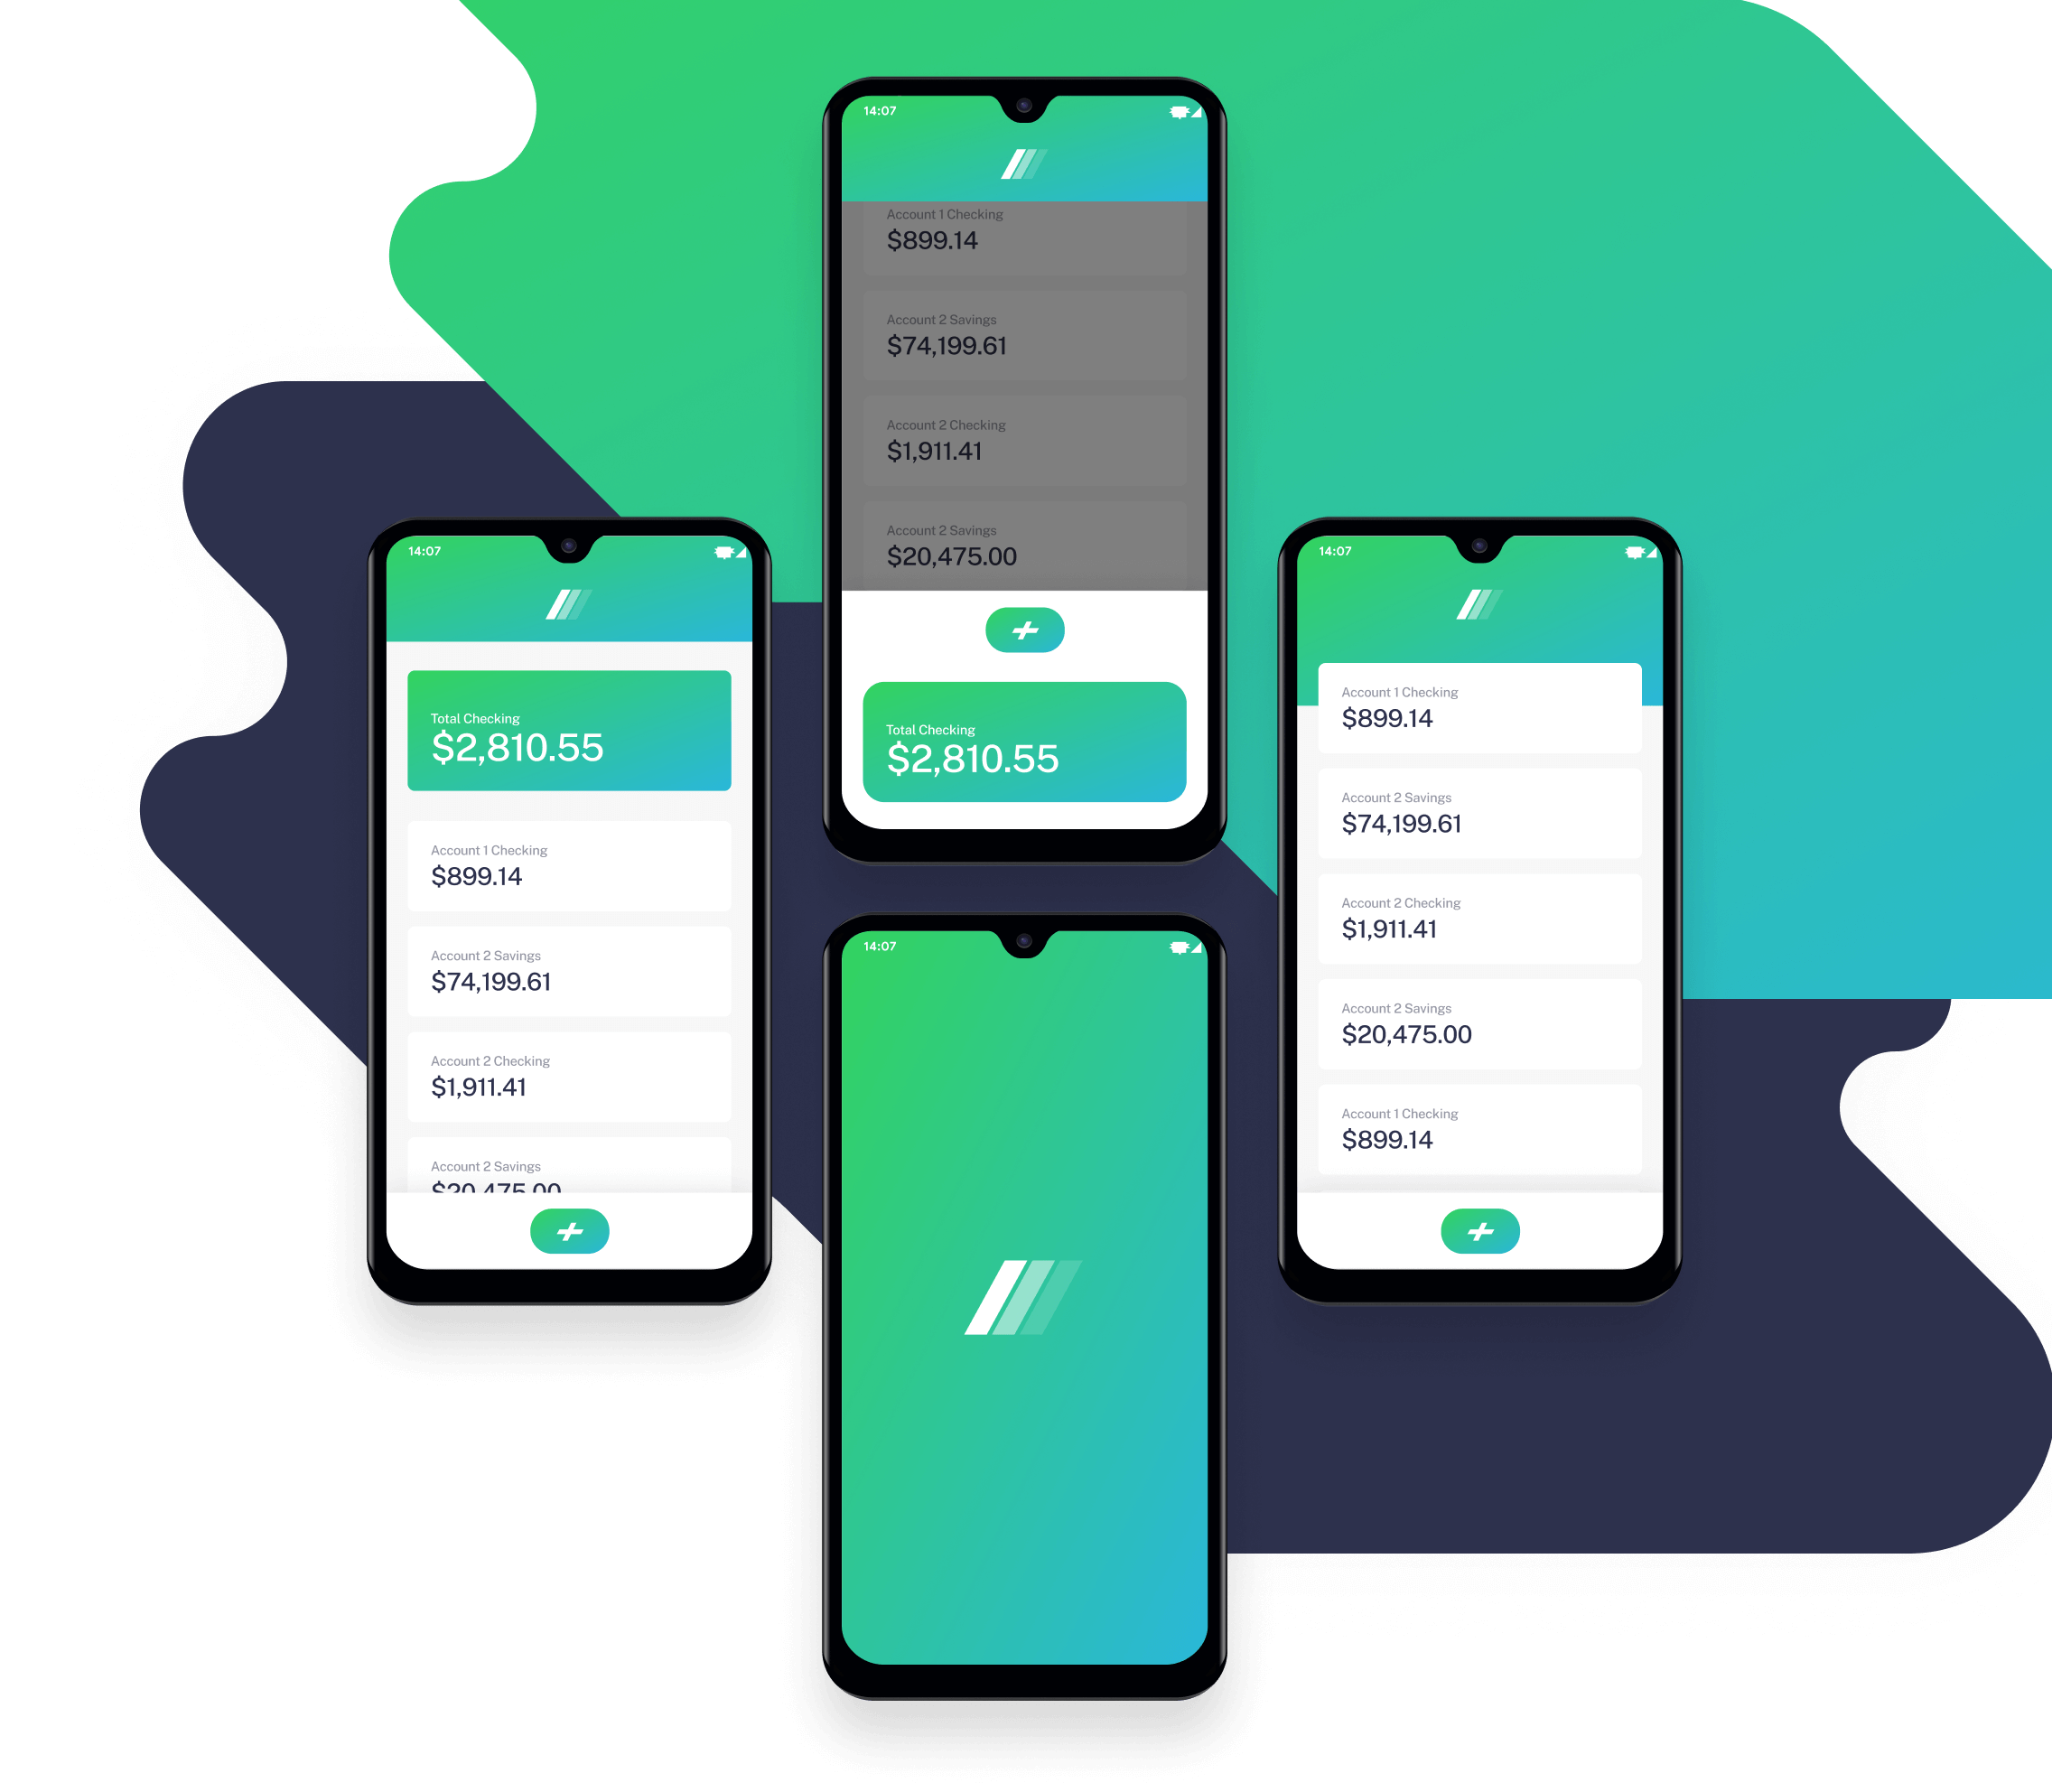 14:07
Account 1 Checking
$899.14
Account 2 Savings
$74,199.61
Account 2 Checking
$1,911.41
Account 2 Savings
$20,475.00
Total Checking
$2,810.55
14:07
Total Checking
$2,810.55
Account 1 Checking
$899.14
Account 2 Savings
$74,199.61
Account 2 Checking
$1,911.41
Account 2 Savings
$20,475.00
14:07
14:07
Account 1 Checking
$899.14
Account 2 Savings
$74,199.61
Account 2 Checking
$1,911.41
Account 2 Savings
$20,475.00
Account 1 Checking
$899.14